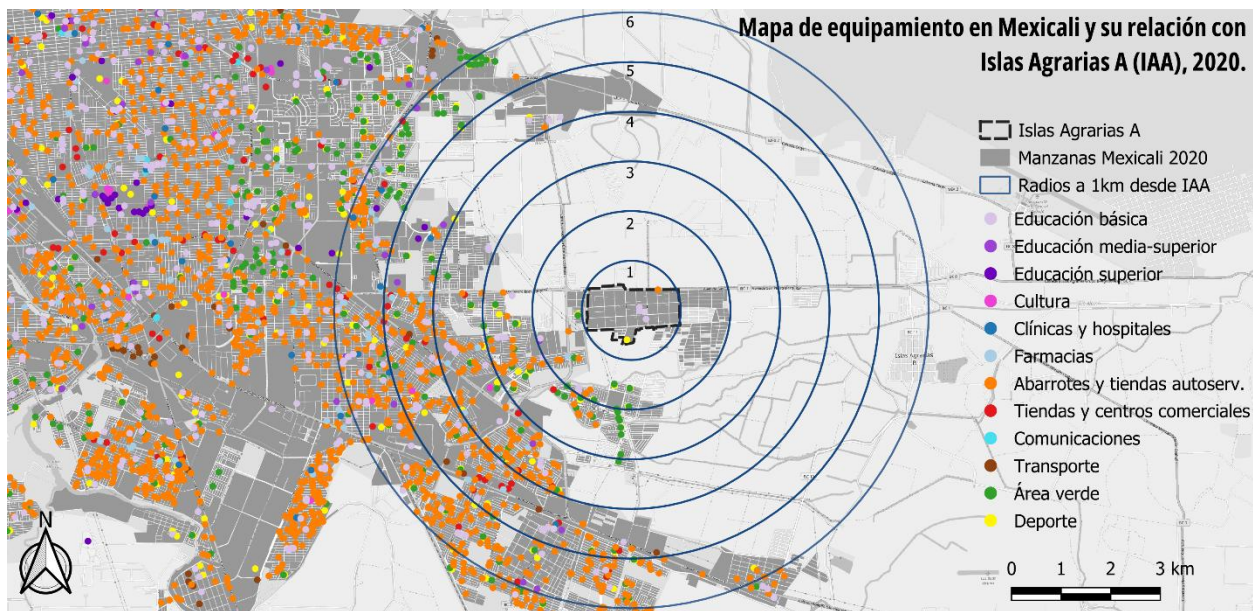 Mapa de equipamiento en Mexicali y su relación con
Islas Agrarias A (IAA), 2020.
6
5
4
3
2
1
Islas Agrarias A
Manzanas Mexicali 2020
Radios a 1km desde IAA
Educación básica
Educación media-superior
Educación superior
Cultura
Clínicas y hospitales
Farmacias
Abarrotes y tiendas autoserv.
Tiendas y centros comerciales
Comunicaciones
Transporte
Área verde
Deporte
Islas Agrarias
N
0 1 2 3 km